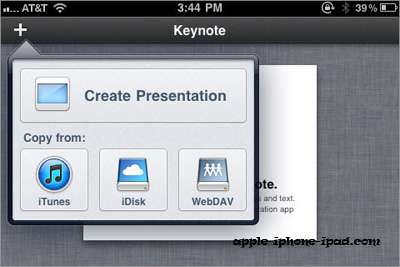 AT&T 3:44 PM 39%
+ Keynote
Create Presentation
Copy from:
iTunes iDisk WebDAV
ote.
s and text.
tation app
apple-iphone-ipad.com